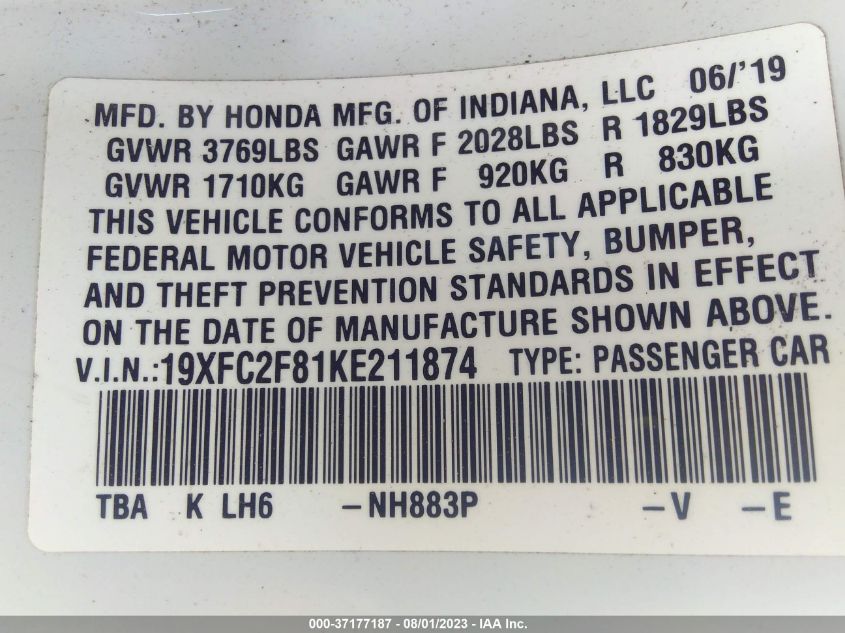 MFD. BY HONDA MFG. OF INDIANA, LLC 06/'19
GVWR 3769LBS GAWR F 2028LBS R 1829LBS
GVWR 1710KG GAWR F 920KG R 830KG
THIS VEHICLE CONFORMS TO ALL APPLICABLE
FEDERAL MOTOR VEHICLE SAFETY, BUMPER,
AND THEFT PREVENTION STANDARDS IN EFFECT
ON THE DATE OF MANUFACTURE SHOWN ABOVE.
V.I.N.:19XFC2F81KE211874 TYPE: PASSENGER CAR
TBA K LH6 -NH883P -V -E
000-37177187 - 08/01/2023 - IAA Inc.